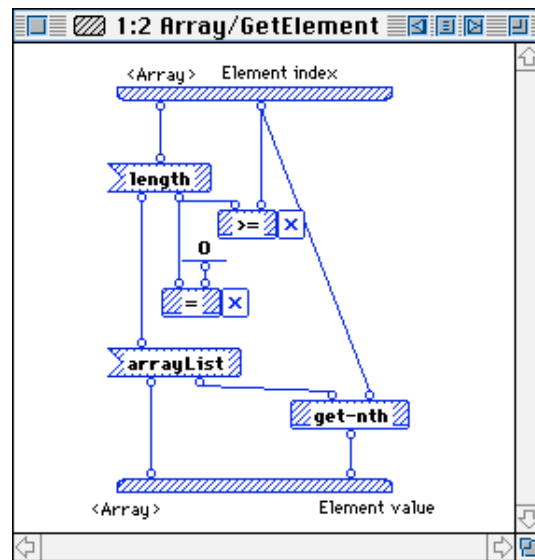 1:2 Array/GetElement
<Array> Element index
length
>= ×
0
= ×
arrayList
get-nth
<Array> Element value